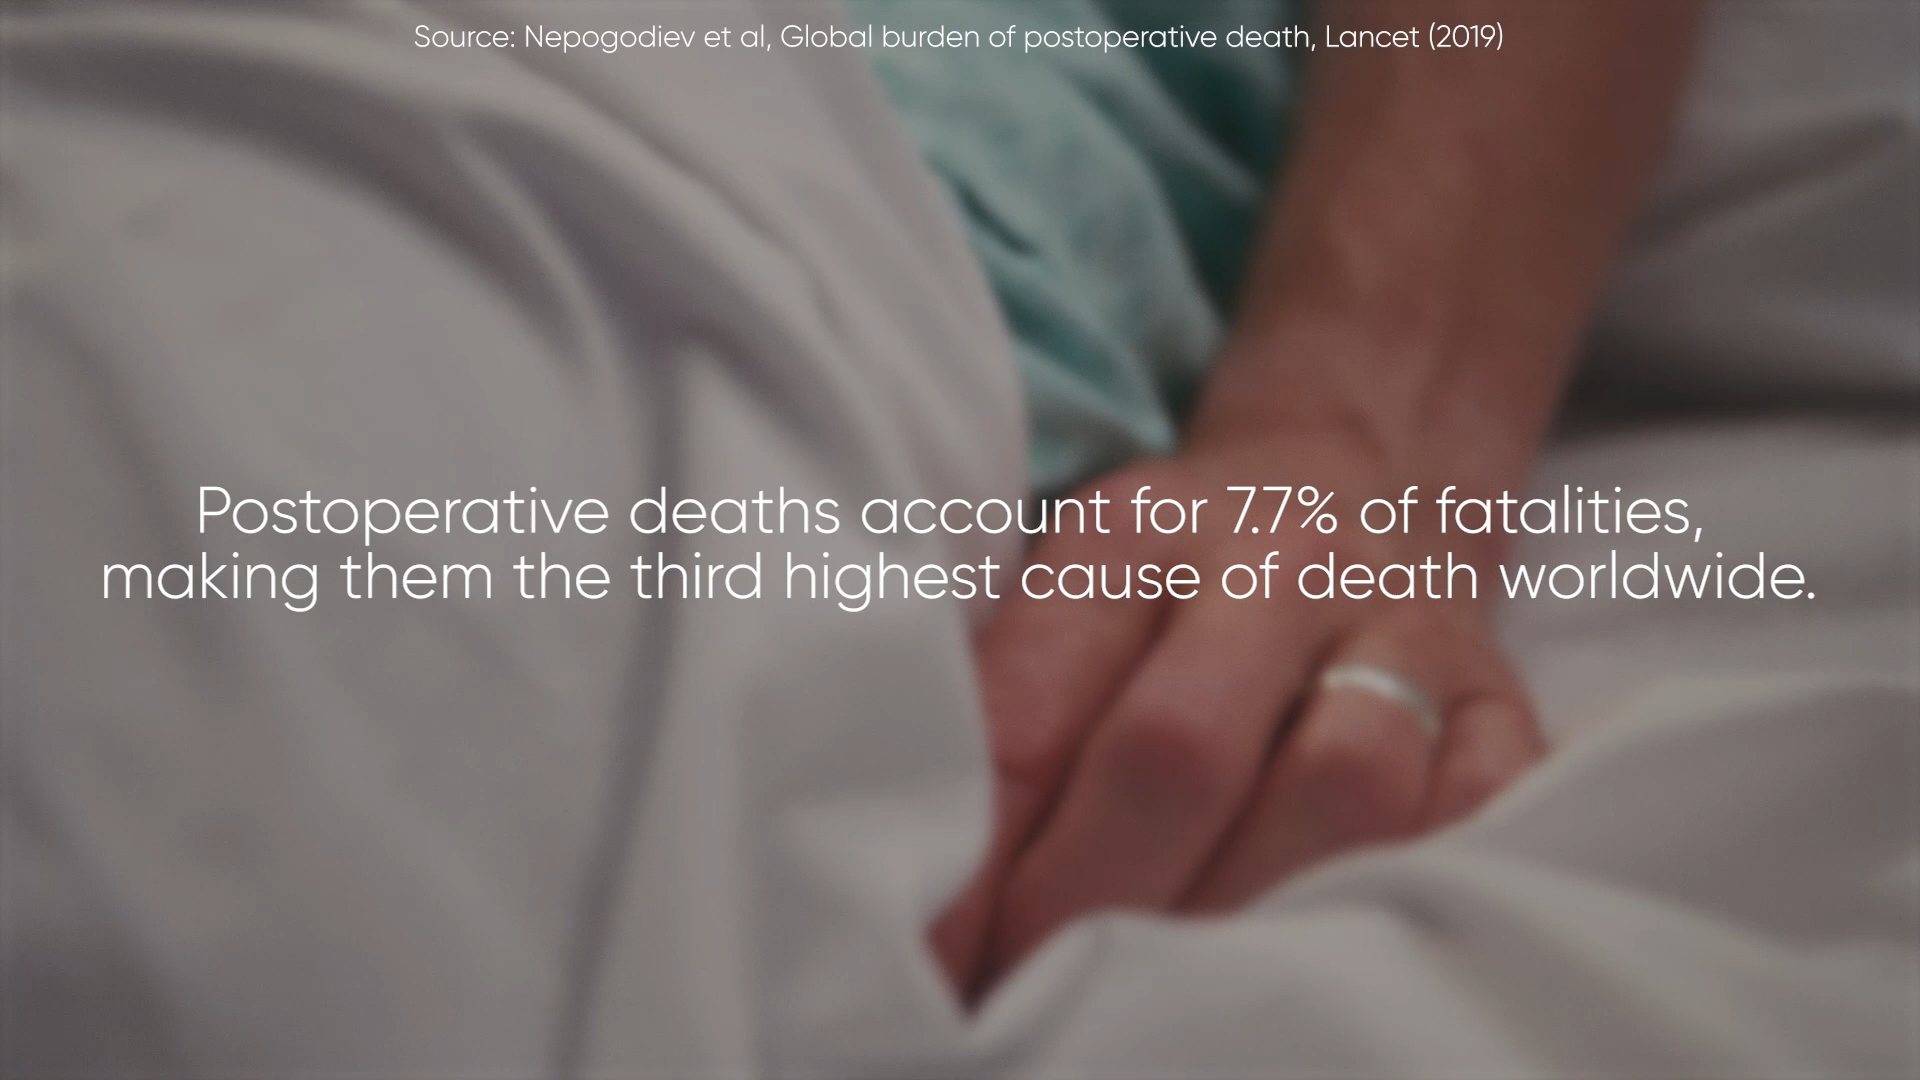 Source: Nepogodiev et al, Global burden of postoperative death, Lancet (2019)
Postoperative deaths account for 7.7% of fatalities,
making them the third highest cause of death worldwide.